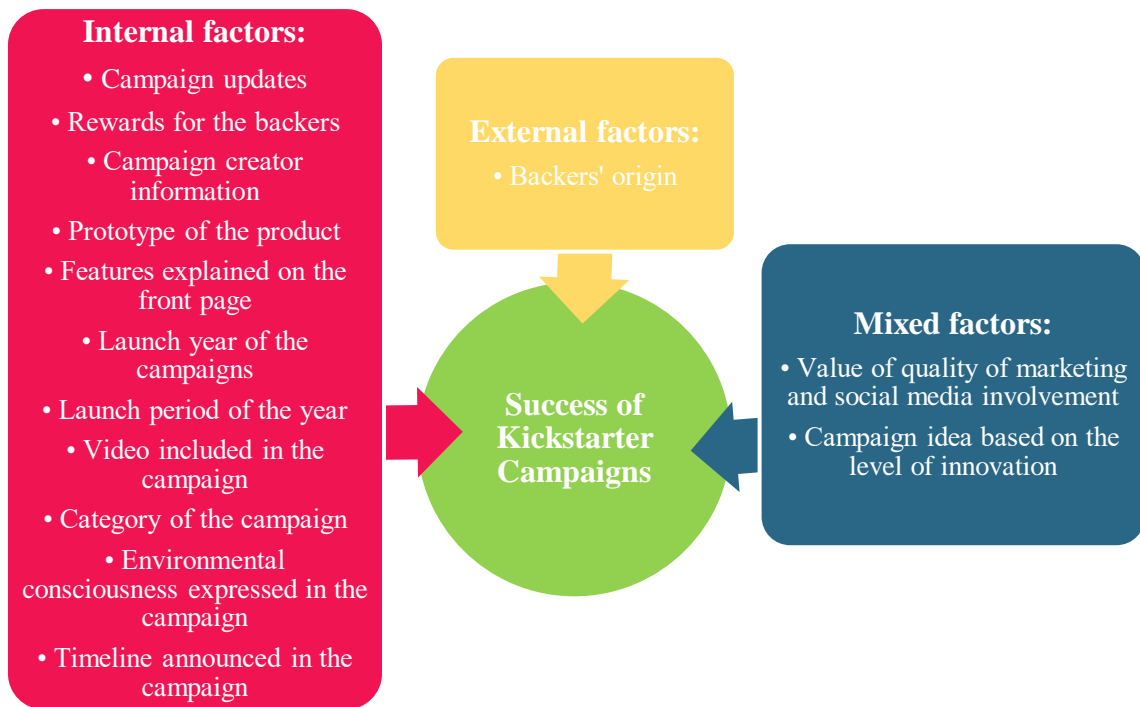 Internal factors:
• Campaign updates
• Rewards for the backers
• Campaign creator
information
• Prototype of the product
• Features explained on the
front page
• Launch year of the
campaigns
• Launch period of the year
• Video included in the
campaign
• Category of the campaign
• Environmental
consciousness expressed in the
campaign
• Timeline announced in the
campaign
External factors:
• Backers' origin
Success of
Kickstarter
Campaigns
Mixed factors:
• Value of quality of marketing
and social media involvement
• Campaign idea based on the
level of innovation